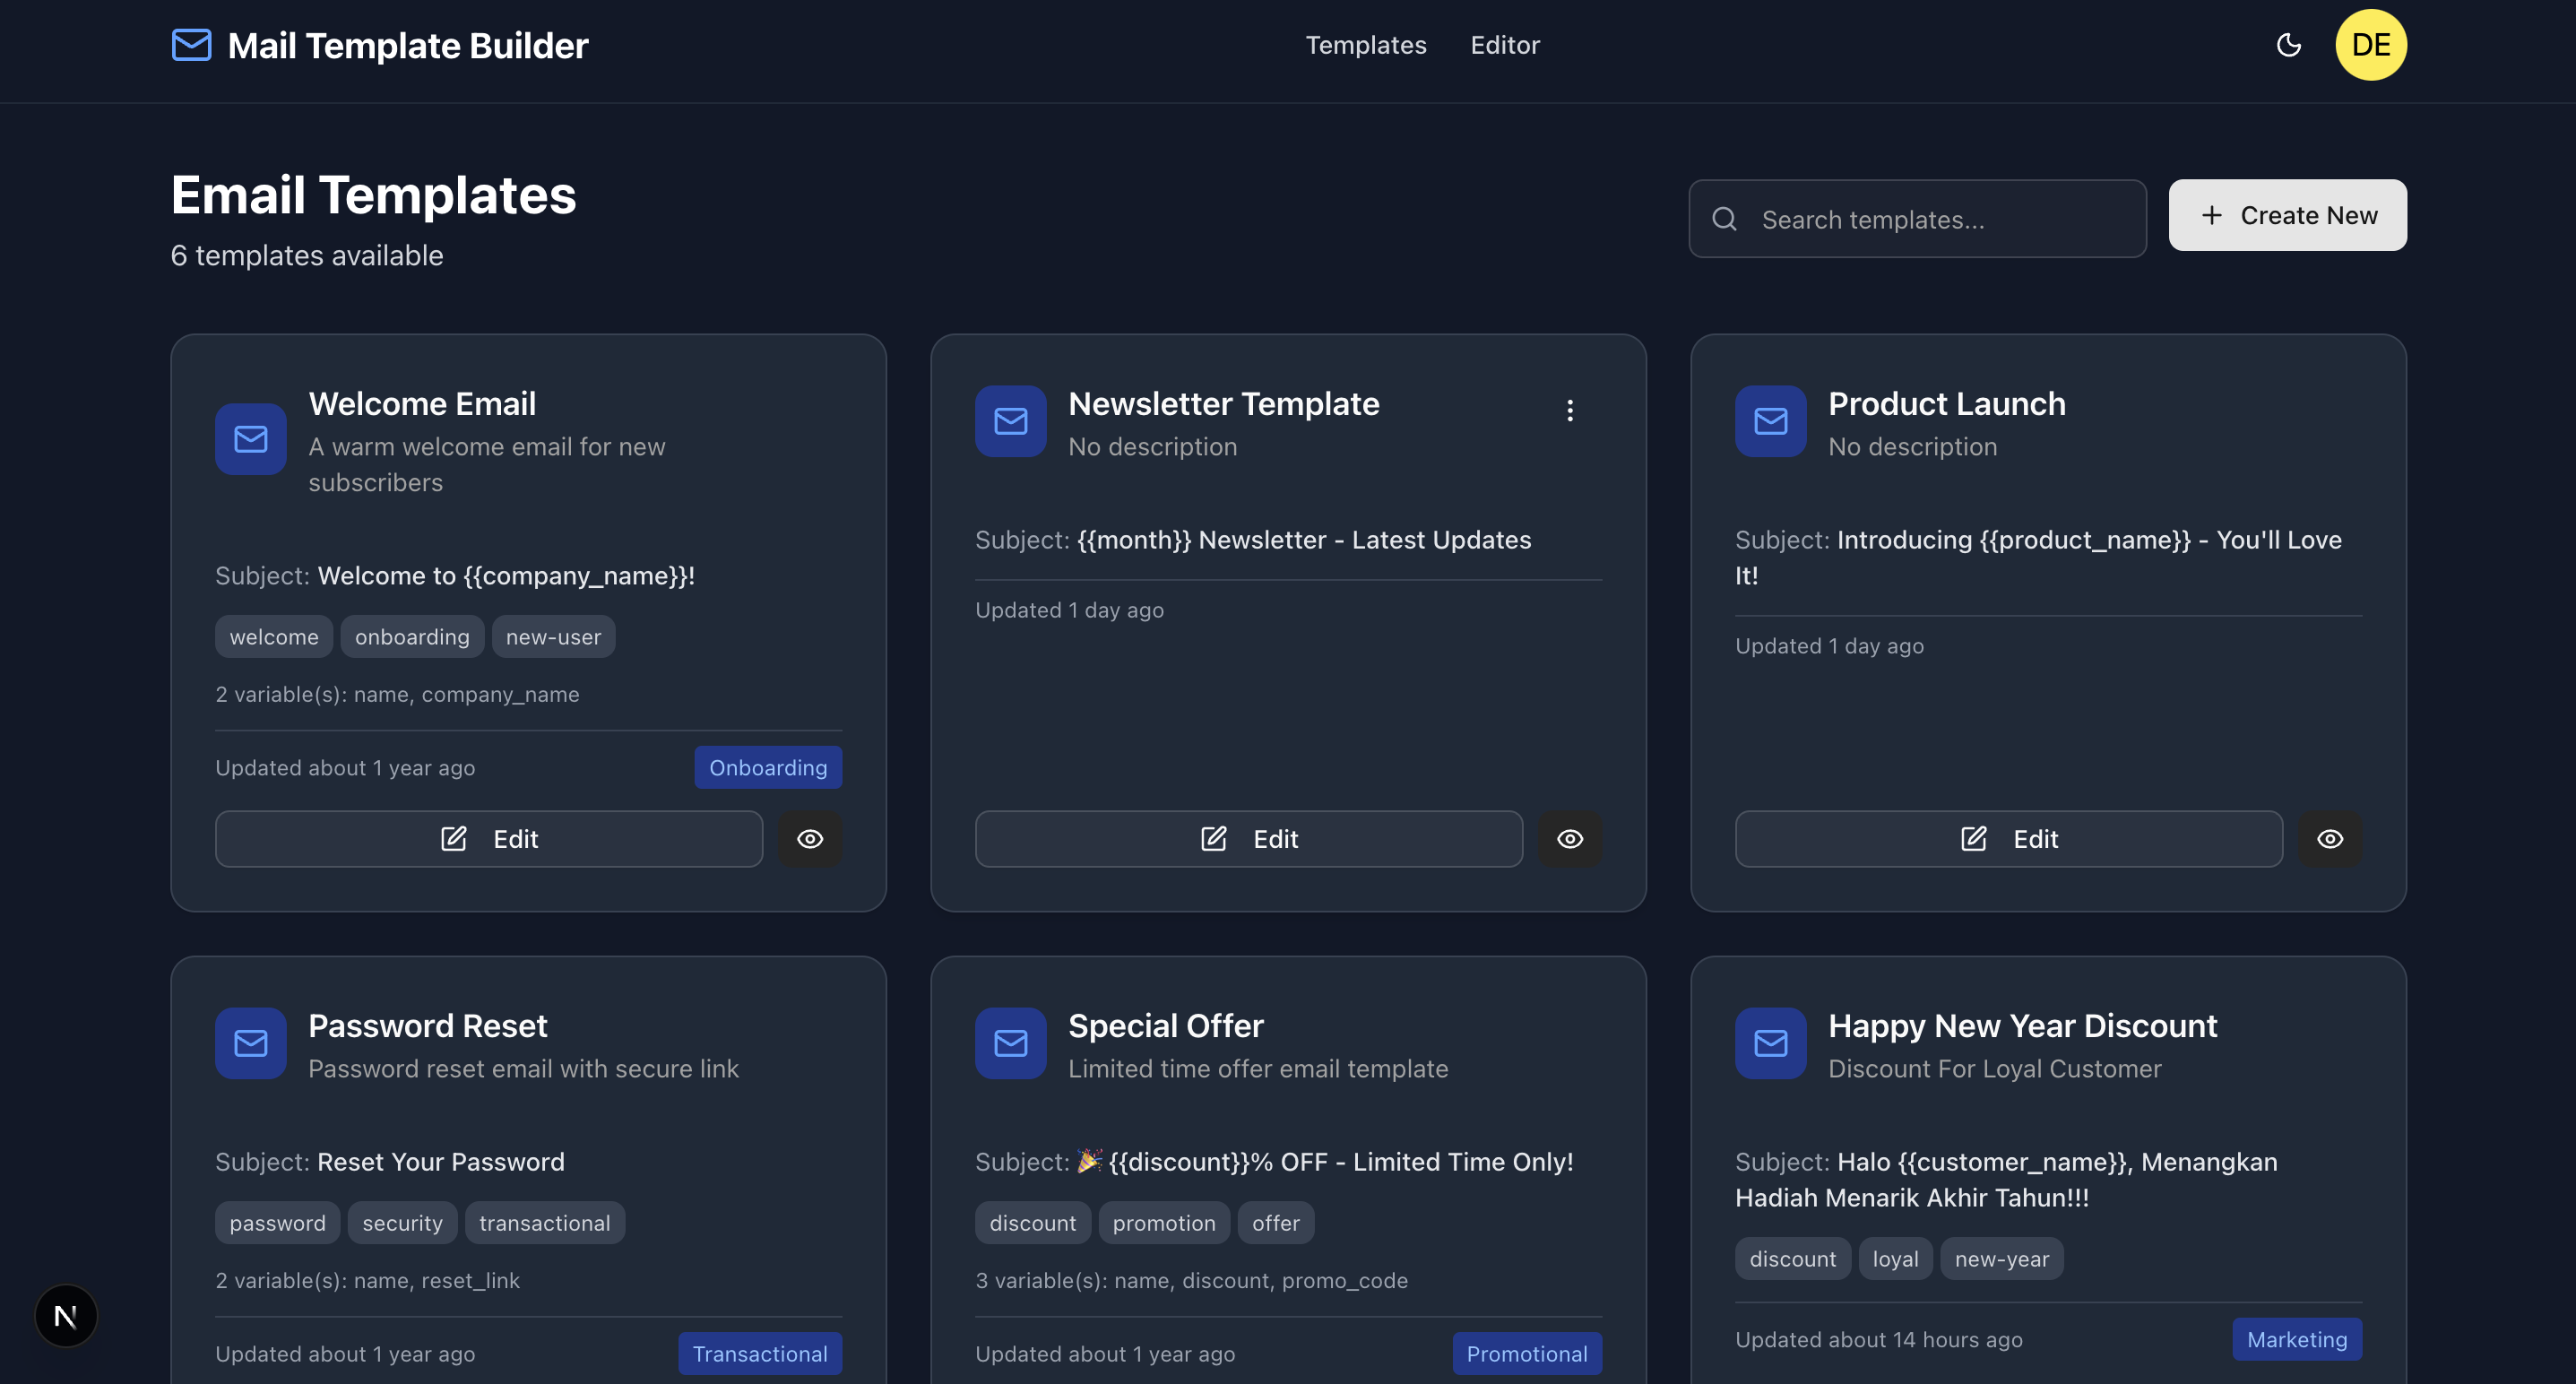 Mail Template Builder
Templates
Editor
DE
Email Templates
6 templates available
Search templates...
Create New
Welcome Email
A warm welcome email for new
subscribers
Subject: Welcome to {{company_name}}!
welcome onboarding new-user
2 variable(s): name, company_name
Updated about 1 year ago
Onboarding
Edit
Newsletter Template
No description
Subject: {{month}} Newsletter - Latest Updates
Updated 1 day ago
Edit
Product Launch
No description
Subject: Introducing {{product_name}} - You'll Love
It!
Updated 1 day ago
Edit
Password Reset
Password reset email with secure link
Subject: Reset Your Password
password security transactional
2 variable(s): name, reset_link
Updated about 1 year ago
Transactional
Special Offer
Limited time offer email template
Subject: 🎉 {{discount}}% OFF - Limited Time Only!
discount promotion offer
3 variable(s): name, discount, promo_code
Updated about 1 year ago
Promotional
Happy New Year Discount
Discount For Loyal Customer
Subject: Halo {{customer_name}}, Menangkan
Hadiah Menarik Akhir Tahun!!!
discount loyal new-year
Updated about 14 hours ago
Marketing
N